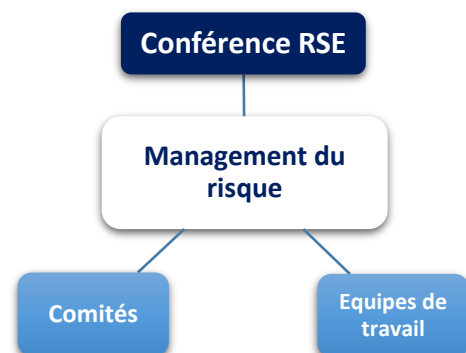 Conférence RSE
Management du
risque
Comités
Equipes de
travail